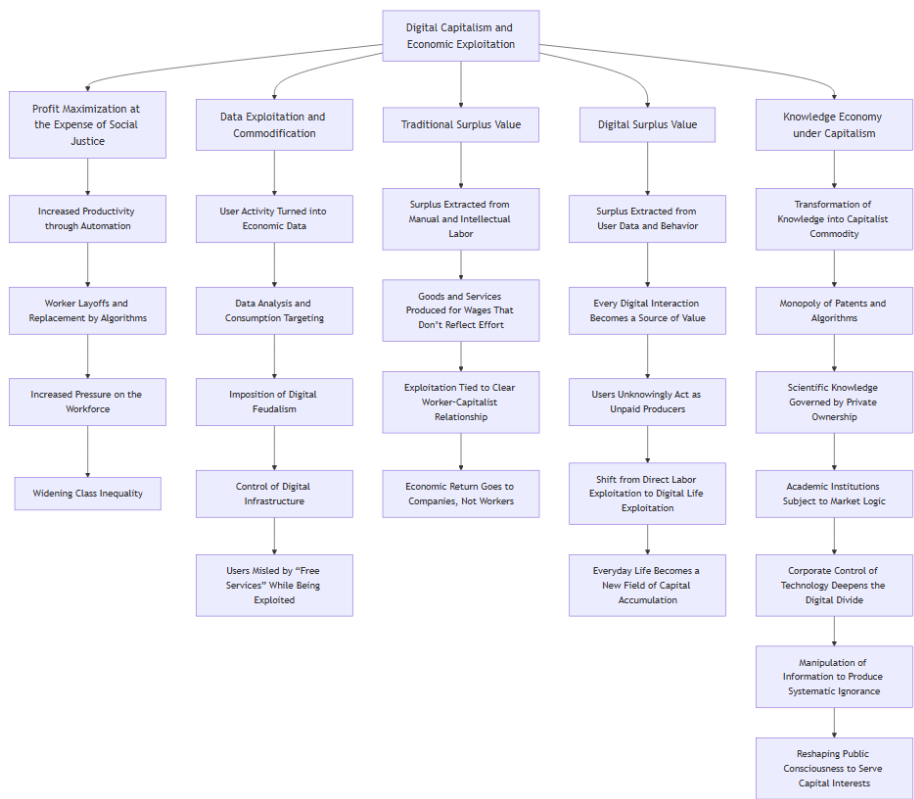 Digital Capitalism and
Economic Exploitation
Profit Maximization at
the Expense of Social
Justice
Increased Productivity
through Automation
Worker Layoffs and
Replacement by Algorithms
Increased Pressure on the
Workforce
Widening Class Inequality
Data Exploitation and
Commodification
User Activity Turned into
Economic Data
Data Analysis and
Consumption Targeting
Imposition of Digital
Feudalism
Control of Digital
Infrastructure
Users Misled by “Free
Services” While Being
Exploited
Traditional Surplus Value
Surplus Extracted from
Manual and Intellectual
Labor
Goods and Services
Produced for Wages That
Don’t Reflect Effort
Exploitation Tied to Clear
Worker-Capitalist
Relationship
Economic Return Goes to
Companies, Not Workers
Digital Surplus Value
Surplus Extracted from
User Data and Behavior
Every Digital Interaction
Becomes a Source of Value
Users Unknowingly Act as
Unpaid Producers
Shift from Direct Labor
Exploitation to Digital Life
Exploitation
Everyday Life Becomes a
New Field of Capital
Accumulation
Knowledge Economy
under Capitalism
Transformation of
Knowledge into Capitalist
Commodity
Monopoly of Patents and
Algorithms
Scientific Knowledge
Governed by Private
Ownership
Academic Institutions
Subject to Market Logic
Corporate Control of
Technology Deepens the
Digital Divide
Manipulation of
Information to Produce
Systematic Ignorance
Reshaping Public
Consciousness to Serve
Capital Interests